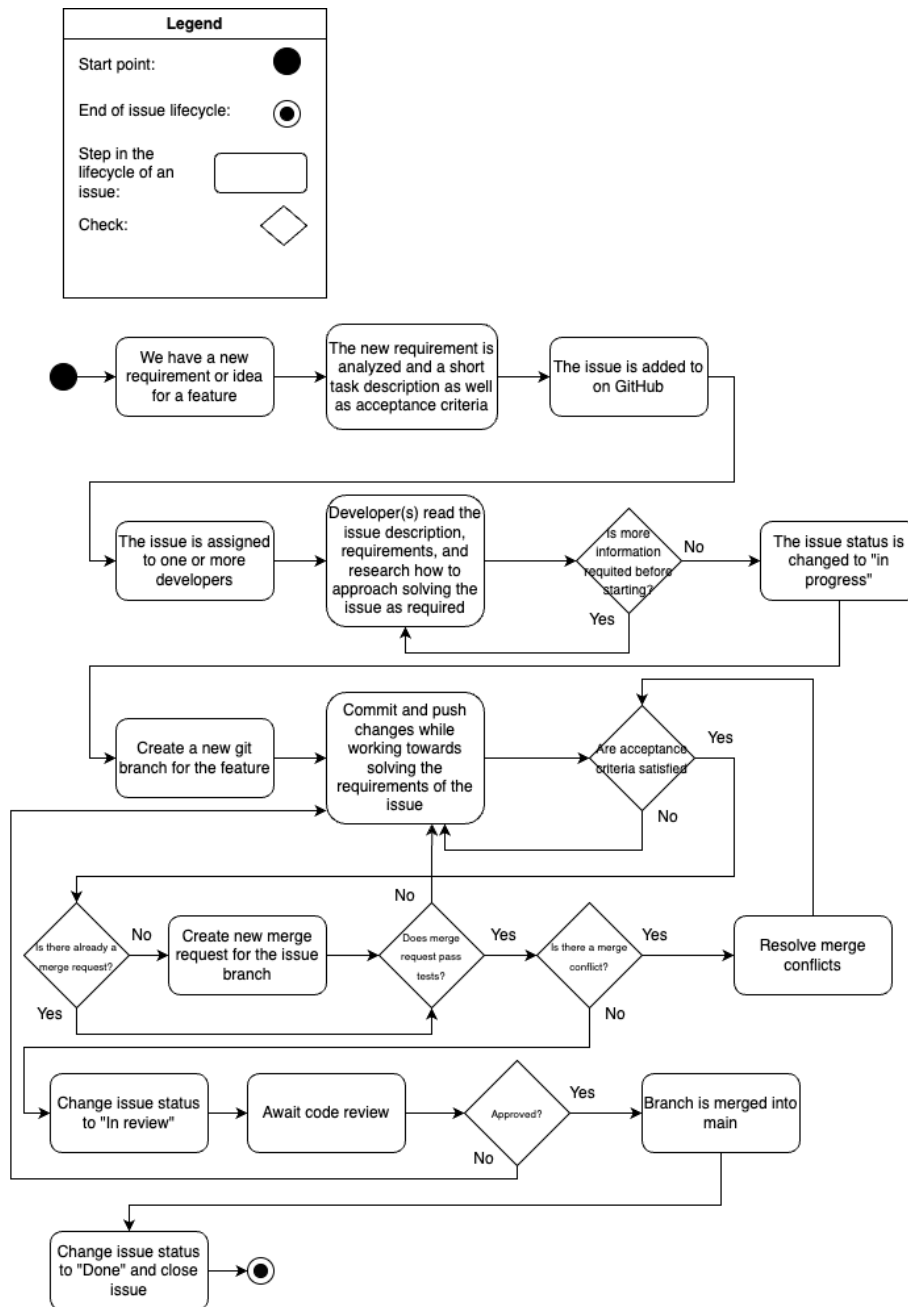 Legend
Start point:
End of issue lifecycle:
Step in the
lifecycle of an
issue:
Check:
We have a new
requirement or idea
for a feature
The new requirement is
analyzed and a short
task description as well
as acceptance criteria
The issue is added to
on GitHub
The issue is assigned
to one or more
developers
Developer(s) read the
issue description,
requirements, and
research how to
approach solving the
issue as required
Is more
information
requited before
starting?
No
Yes
The issue status is
changed to "in
progress"
Create a new git
branch for the feature
Commit and push
changes while
working towards
solving the
requirements of the
issue
Are acceptance
criteria satisfied
Yes
No
Is there already a
merge request?
No
Yes
Create new merge
request for the issue
branch
Does merge
request pass
tests?
No
Yes
Is there a merge
conflict?
Yes
No
Resolve merge
conflicts
Change issue status
to "In review"
Await code review
Approved?
Yes
No
Branch is merged into
main
Change issue status
to "Done" and close
issue